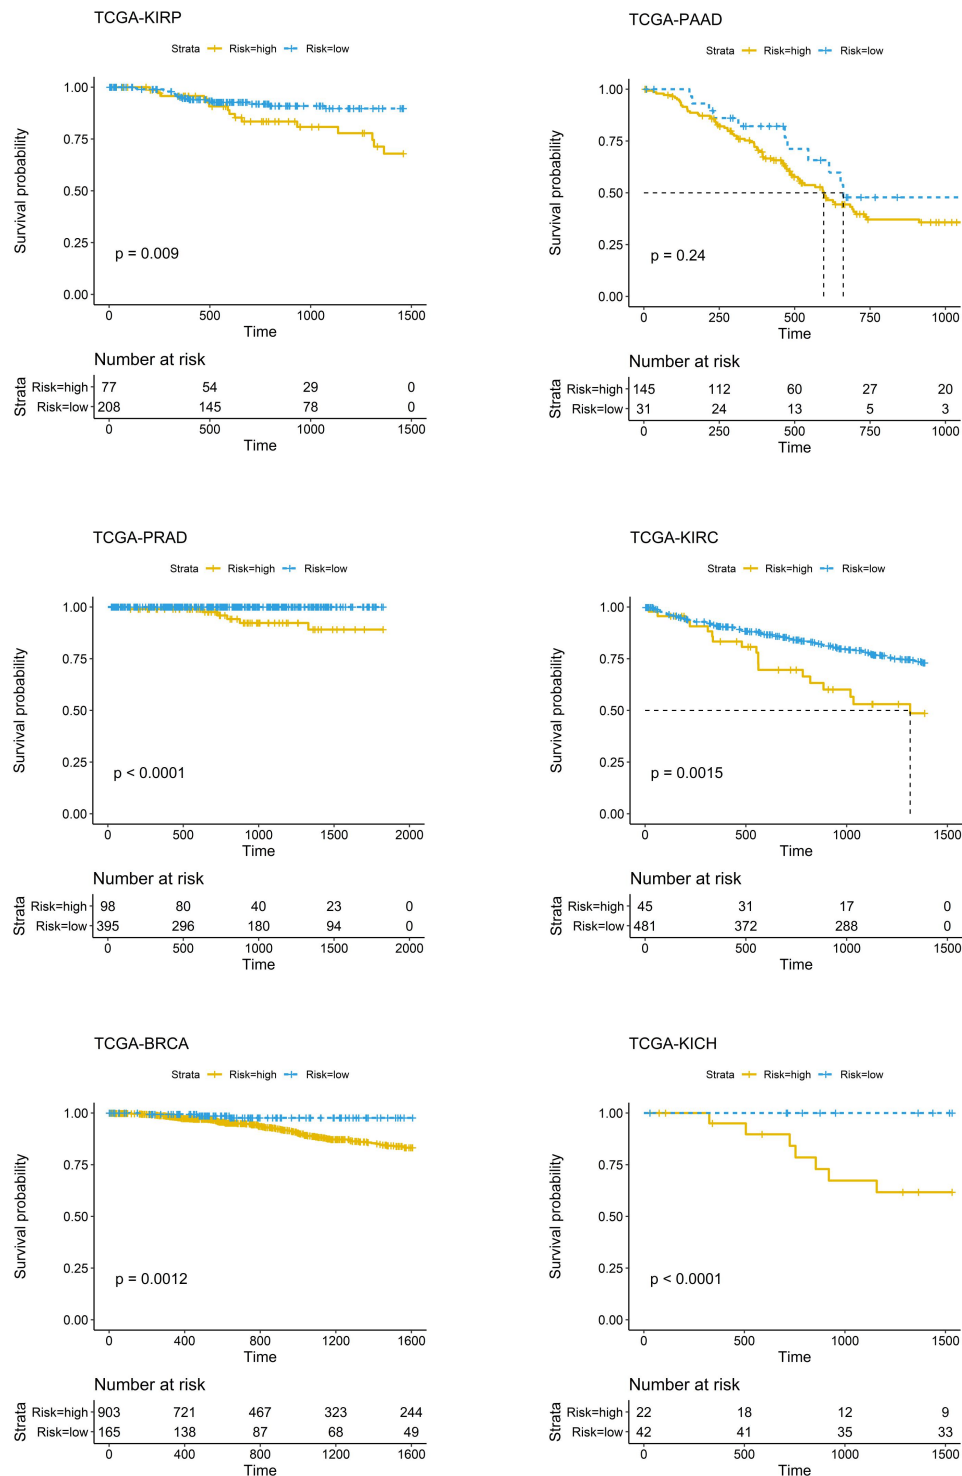 TCGA-KIRP
Strata Risk=high Risk=low
1.00
0.75
0.50
0.25
0.00
Survival probability
p = 0.009
0 500 1000 1500
Time
Number at risk
Strata
Risk=high 77 54 29 0
Risk=low 208 145 78 0
0 500 1000 1500
Time
TCGA-PAAD
Strata Risk=high Risk=low
1.00
0.75
0.50
0.25
0.00
Survival probability
p = 0.24
0 250 500 750 1000
Time
Number at risk
Strata
Risk=high 145 112 60 27 20
Risk=low 31 24 13 5 3
0 250 500 750 1000
Time
TCGA-PRAD
Strata Risk=high Risk=low
1.00
0.75
0.50
0.25
0.00
Survival probability
p < 0.0001
0 500 1000 1500 2000
Time
Number at risk
Strata
Risk=high 98 80 40 23 0
Risk=low 395 296 180 94 0
0 500 1000 1500 2000
Time
TCGA-KIRC
Strata Risk=high Risk=low
1.00
0.75
0.50
0.25
0.00
Survival probability
p = 0.0015
0 500 1000 1500
Time
Number at risk
Strata
Risk=high 45 31 17 0
Risk=low 481 372 288 0
0 500 1000 1500
Time
TCGA-BRCA
Strata Risk=high Risk=low
1.00
0.75
0.50
0.25
0.00
Survival probability
p = 0.0012
0 400 800 1200 1600
Time
Number at risk
Strata
Risk=high 903 721 467 323 244
Risk=low 165 138 87 68 49
0 400 800 1200 1600
Time
TCGA-KICH
Strata Risk=high Risk=low
1.00
0.75
0.50
0.25
0.00
Survival probability
p < 0.0001
0 500 1000 1500
Time
Number at risk
Strata
Risk=high 22 18 12 9
Risk=low 42 41 35 33
0 500 1000 1500
Time